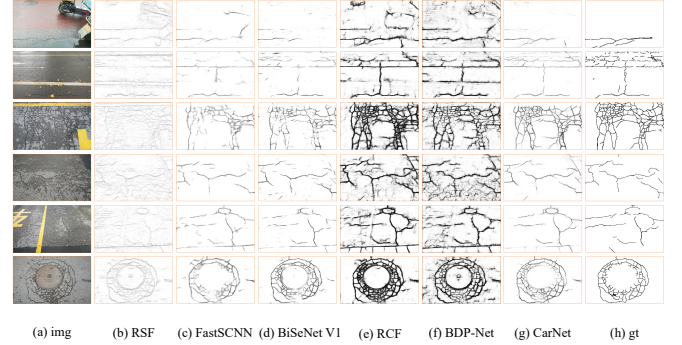 (a) img (b) RSF (c) FastSCNN (d) BiSeNet V1 (e) RCF (f) BDP-Net (g) CarNet (h) gt